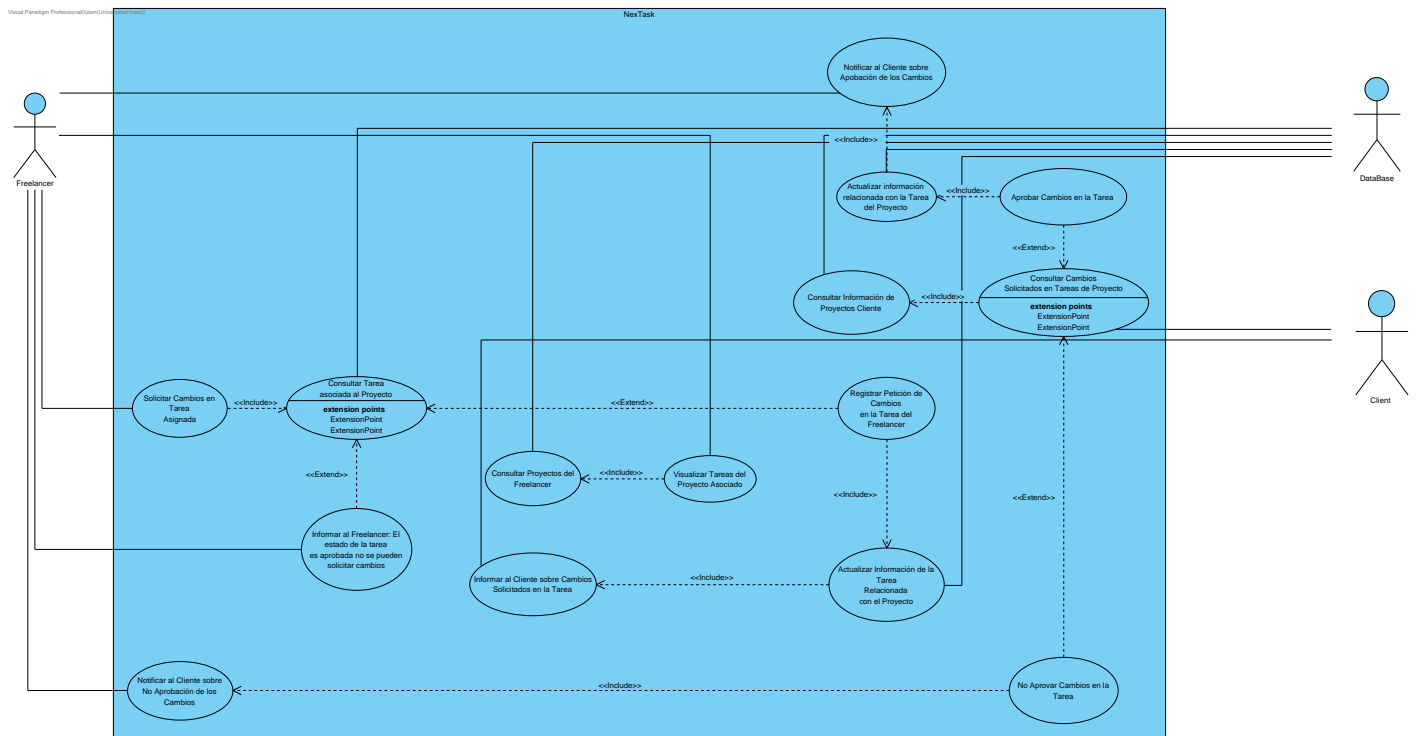 Visual Paradigm Professional(luism(Universidad Icesi))
NexTask
Notificar al Cliente sobre
Apobación de los Cambios
<<Include>>
Freelancer
DataBase
Actualizar información
relacionada con la Tarea
del Proyecto
<<Include>>
Aprobar Cambios en la Tarea
<<Extend>>
Consultar Información de
Proyectos Cliente
<<Include>>
Consultar Cambios
Solicitados en Tareas de Proyecto
extension points
ExtensionPoint
ExtensionPoint
Client
Solicitar Cambios en
Tarea
Asignada
<<Include>>
Consultar Tarea
asociada al Proyecto
extension points
ExtensionPoint
ExtensionPoint
<<Extend>>
Registrar Petición de
Cambios
en la Tarea del
Freelancer
<<Extend>>
Consultar Proyectos del
Freelancer
<<Include>>
Visualizar Tareas del
Proyecto Asociado
<<Include>>
<<Extend>>
Informar al Freelancer: El
estado de la tarea
es aprobada no se pueden
solicitar cambios
Informar al Cliente sobre Cambios
Solicitados en la Tarea
<<Include>>
Actualizar Información de la
Tarea
Relacionada
con el Proyecto
Notificar al Cliente sobre
No Aprobación de los
Cambios
<<Include>>
No Aprovar Cambios en la
Tarea